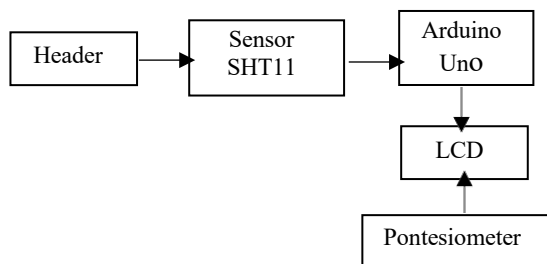 Header
Sensor
SHT11
Arduino
Uno
LCD
Pontesiometer